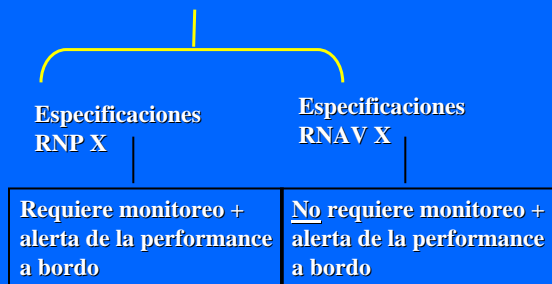 Especificaciones
RNP X
Especificaciones
RNAV X
Requiere monitoreo +
alerta de la performance
a bordo
No requiere monitoreo +
alerta de la performance
a bordo